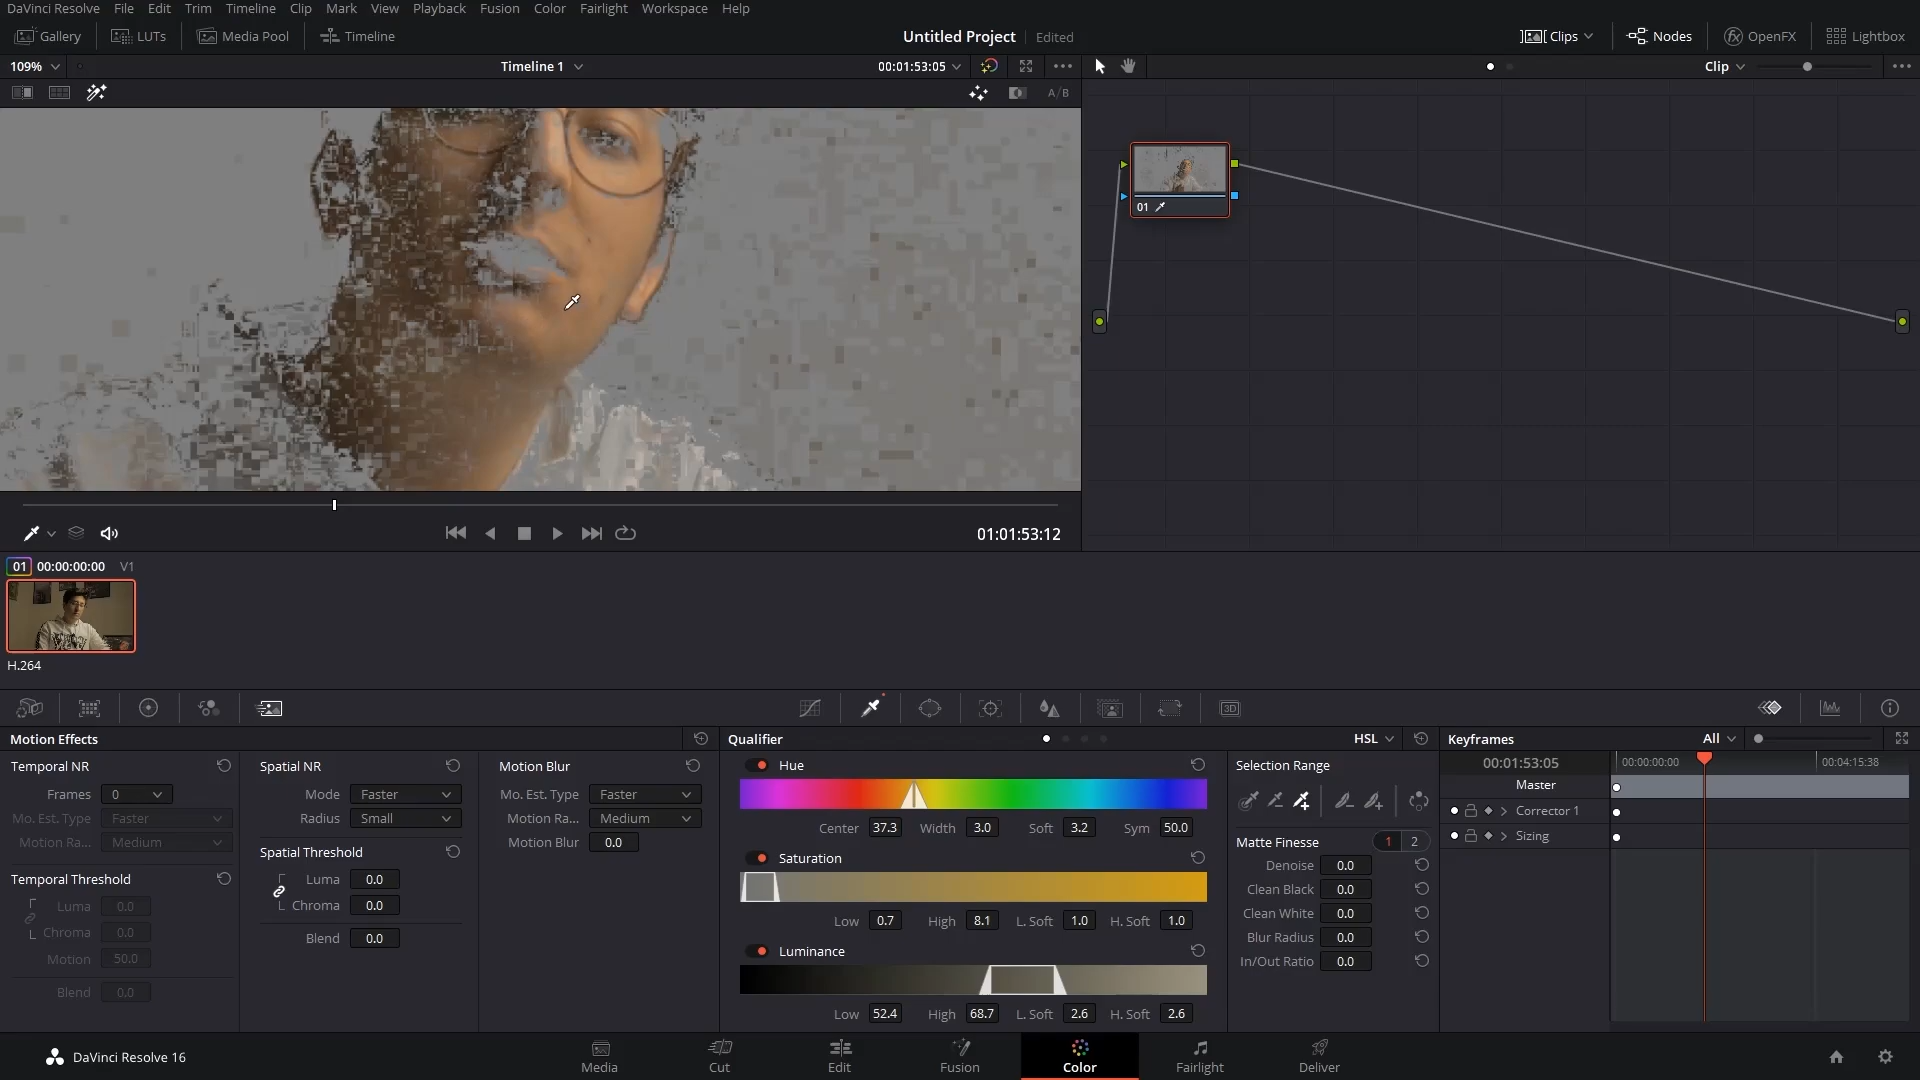 DaVinci Resolve File Edit Trim Timeline Clip Mark View Playback Fusion Color Fairlight Workspace Help
Gallery LUTs Media Pool Timeline Untitled Project Edited Clips Nodes OpenFX Lightbox
109% Timeline 1 00:01:53:05 Clip
A/B
01
01:01:53:12
01 00:00:00:00 V1
H.264
3D
Motion Effects Qualifier HSL Keyframes All
Temporal NR Spatial NR Motion Blur Hue Selection Range 00:01:53:05 00:00:00:00 00:04:15:38
Master
Frames 0 Mode Faster Mo. Est. Type Faster
Corrector 1
Mo. Est. Type Faster Radius Small Motion Ra... Medium Center 37.3 Width 3.0 Soft 3.2 Sym 50.0
Sizing
Motion Ra... Medium Spatial Threshold Motion Blur 0.0 Matte Finesse 1 2
Saturation Denoise 0.0
Temporal Threshold Luma 0.0 Clean Black 0.0
Luma 0.0 Chroma 0.0 Low 0.7 High 8.1 L. Soft 1.0 H. Soft 1.0 Clean White 0.0
Chroma 0.0 Blend 0.0 Blur Radius 0.0
Motion 50.0 Luminance In/Out Ratio 0.0
Blend 0.0
Low 52.4 High 68.7 L. Soft 2.6 H. Soft 2.6
DaVinci Resolve 16 Media Cut Edit Fusion Color Fairlight Deliver